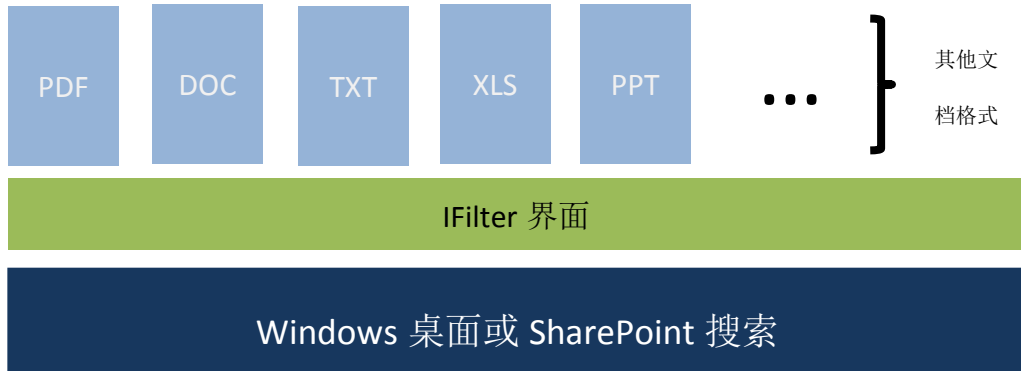 PDF
DOC
TXT
XLS
PPT
...
其他文
档格式
IFilter 界面
Windows 桌面或 SharePoint 搜索